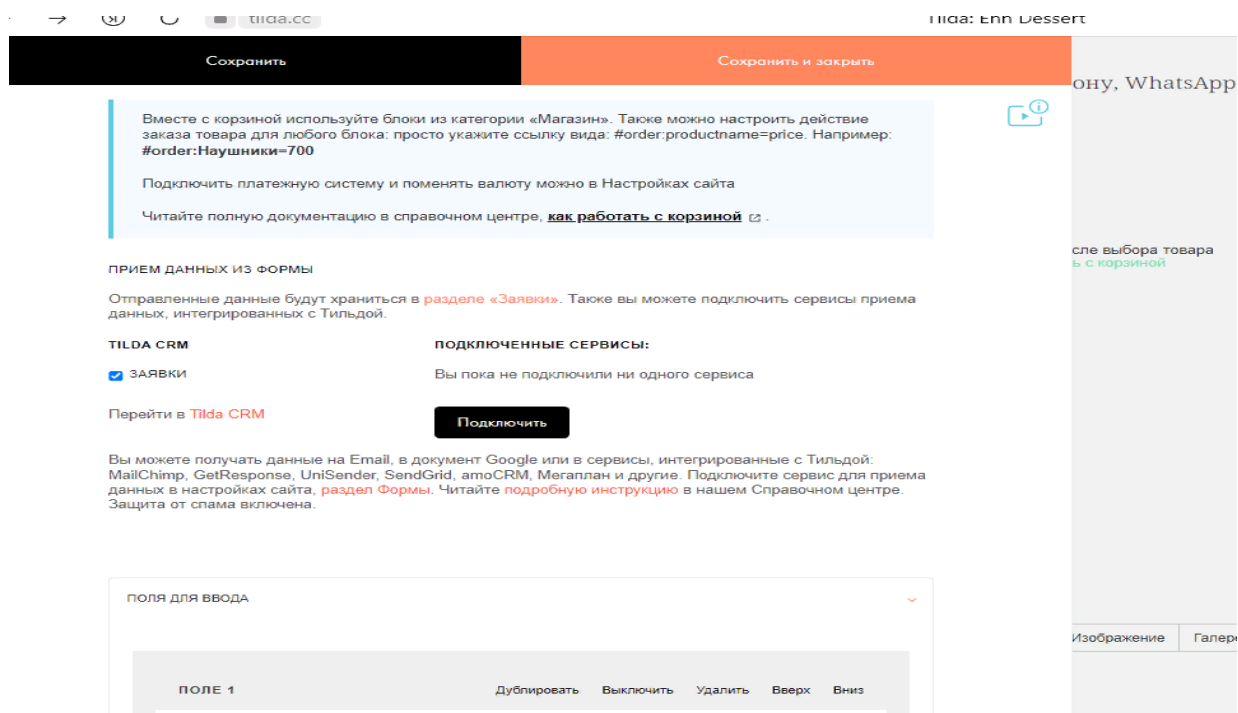 tilda.cc
Tilda: Enn Dessert
Сохранить
Сохранить и закрыть
ону, WhatsApp
Вместе с корзиной используйте блоки из категории «Магазин». Также можно настроить действие
заказа товара для любого блока: просто укажите ссылку вида: #order:productname=price. Например:
#order:Наушники=700
Подключить платежную систему и поменять валюту можно в Настройках сайта
Читайте полную документацию в справочном центре, как работать с корзиной .
сле выбора товара
ь с корзиной
ПРИЕМ ДАННЫХ ИЗ ФОРМЫ
Отправленные данные будут храниться в разделе «Заявки». Также вы можете подключить сервисы приема
данных, интегрированных с Тильдой.
TILDA CRM
ПОДКЛЮЧЕННЫЕ СЕРВИСЫ:
ЗАЯВКИ
Вы пока не подключили ни одного сервиса
Перейти в Tilda CRM
Подключить
Вы можете получать данные на Email, в документ Google или в сервисы, интегрированные с Тильдой:
MailChimp, GetResponse, UniSender, SendGrid, amoCRM, Мегаплан и другие. Подключите сервис для приема
данных в настройках сайта, раздел Формы. Читайте подробную инструкцию в нашем Справочном центре.
Защита от спама включена.
ПОЛЯ ДЛЯ ВВОДА
Изображение
Галере
ПОЛЕ 1
Дублировать Выключить Удалить Вверх Вниз